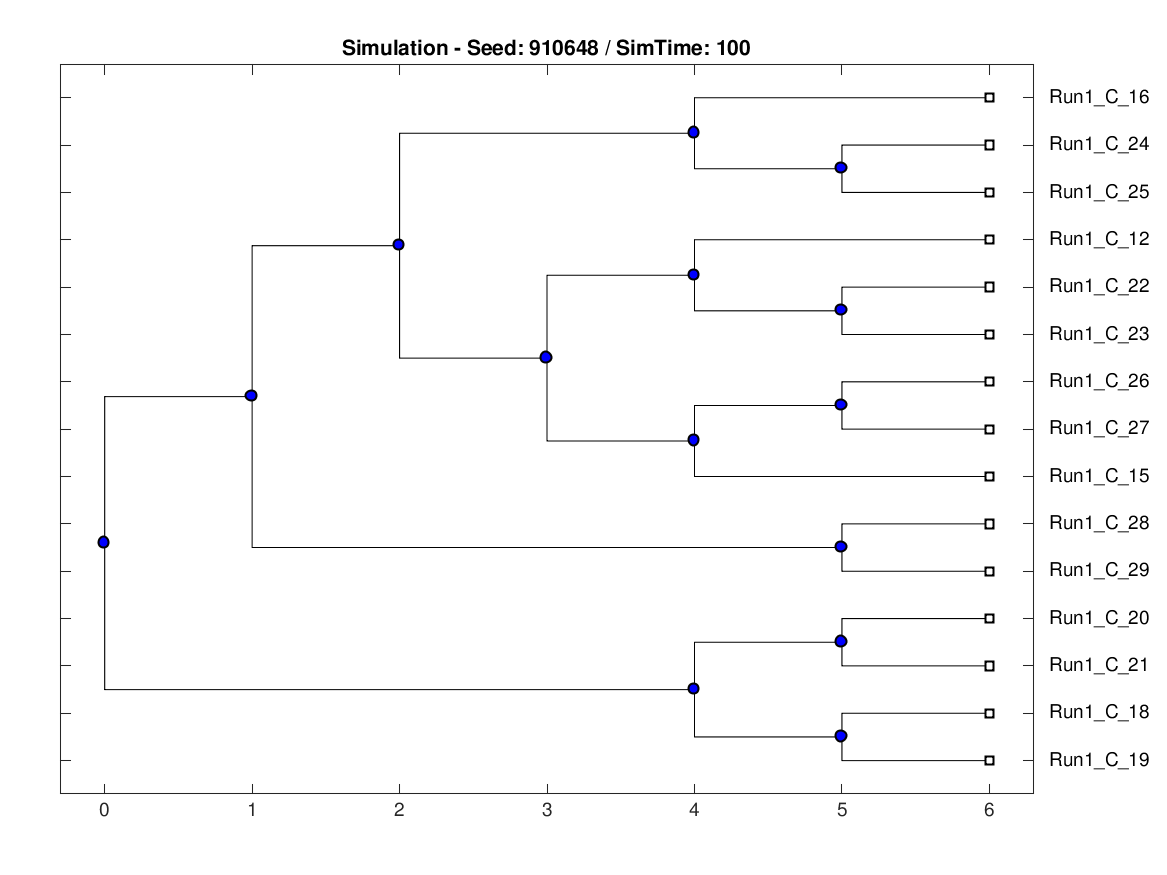 Simulation - Seed: 910648 / SimTime: 100
Run1_C_16
Run1_C_24
Run1_C_25
Run1_C_12
Run1_C_22
Run1_C_23
Run1_C_26
Run1_C_27
Run1_C_15
Run1_C_28
Run1_C_29
Run1_C_20
Run1_C_21
Run1_C_18
Run1_C_19
0 1 2 3 4 5 6